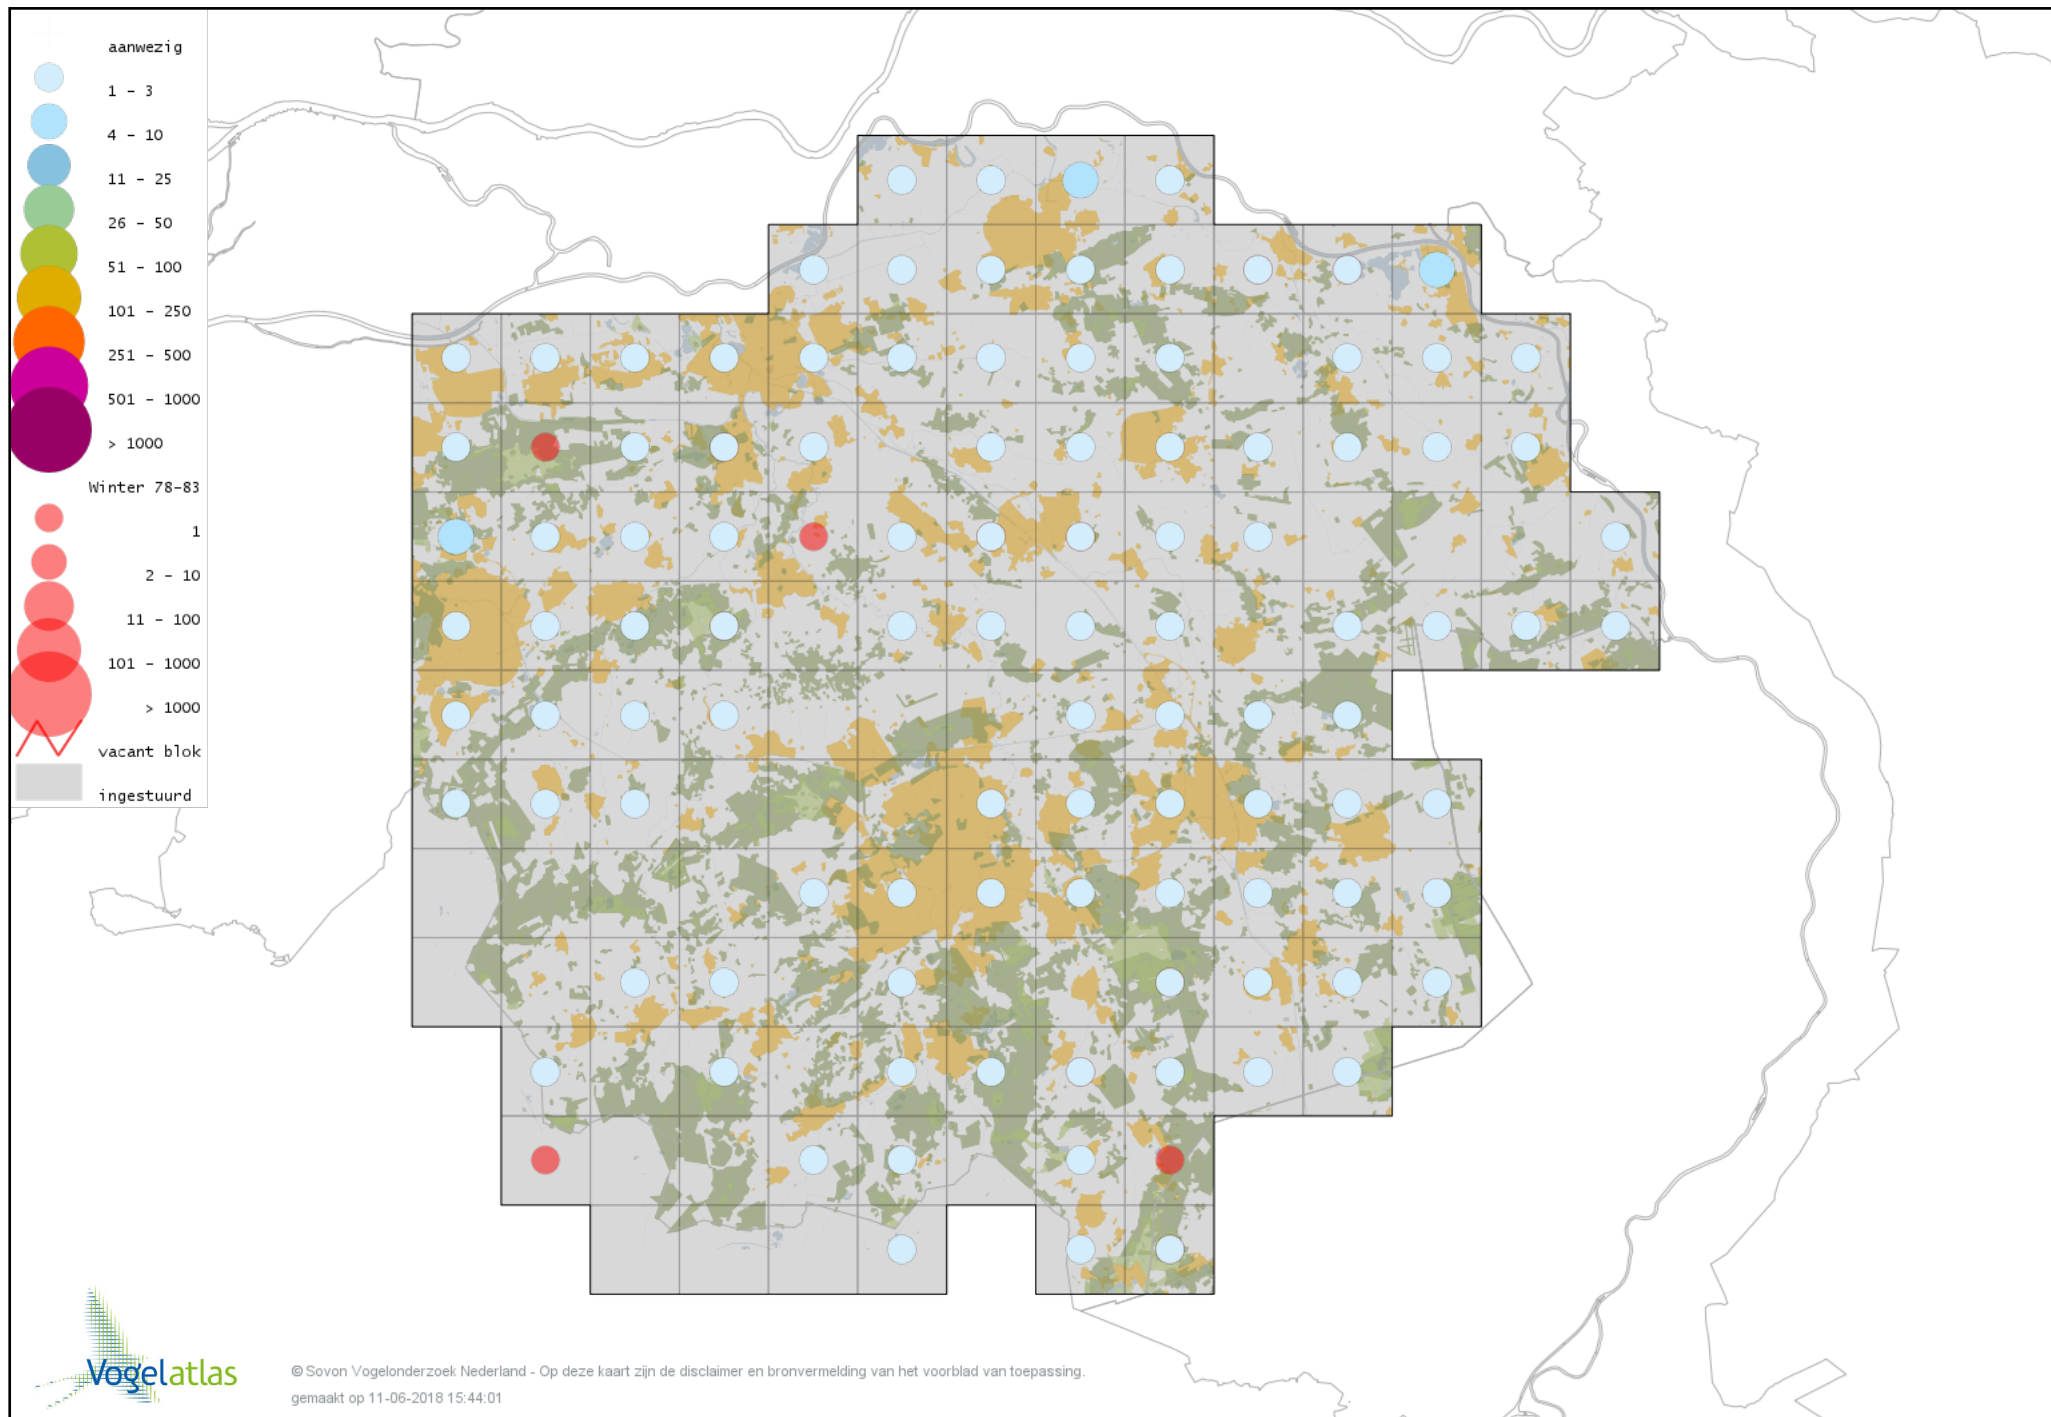 aanwezig
1 - 3
4 - 10
11 - 25
26 - 50
51 - 100
101 - 250
251 - 500
501 - 1000
> 1000
Winter 78-83
1
2 - 10
11 - 100
101 - 1000
> 1000
vacant blok
ingestuurd
Vogelatlas
© Sovon Vogelonderzoek Nederland - Op deze kaart zijn de disclaimer en bronvermelding van het voorblad van toepassing.
gemaakt op 11-06-2018 15:44:01